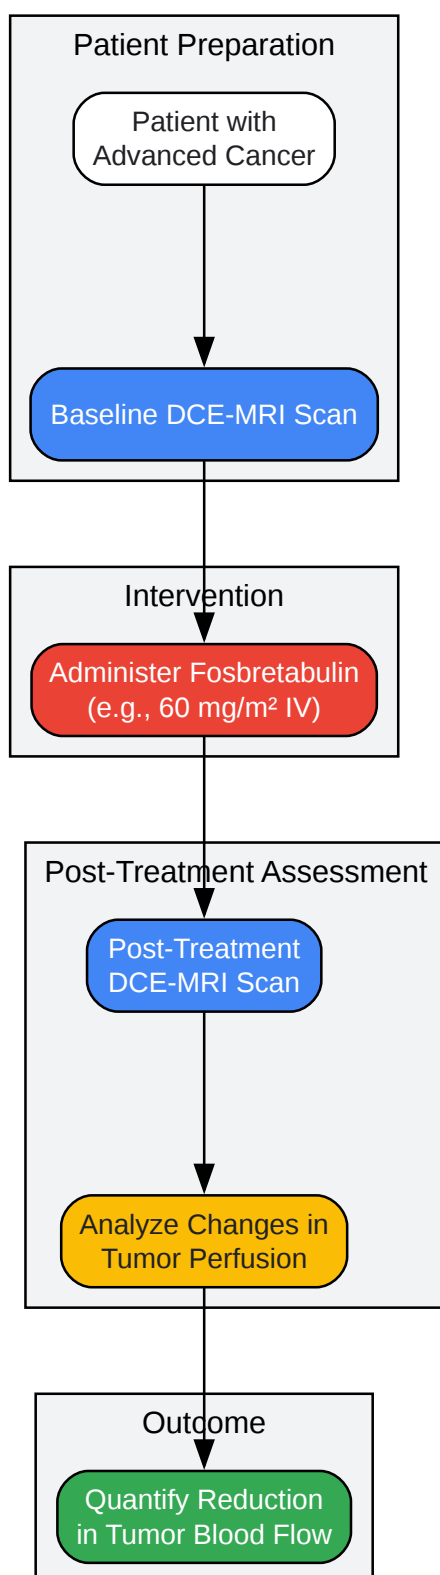 Patient Preparation
Patient with
Advanced Cancer
Baseline DCE-MRI Scan
Intervention
Administer Fosbretabulin
(e.g., 60 mg/m² IV)
Post-Treatment Assessment
Post-Treatment
DCE-MRI Scan
Analyze Changes in
Tumor Perfusion
Outcome
Quantify Reduction
in Tumor Blood Flow